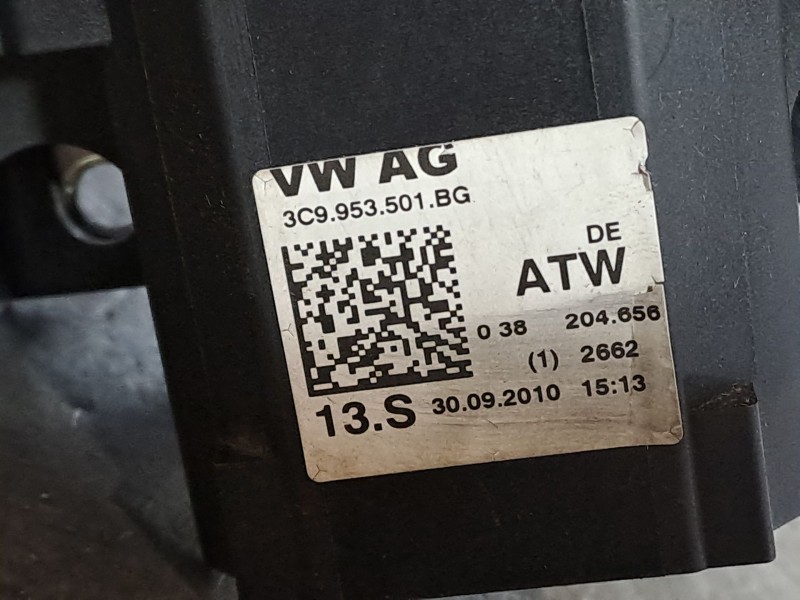 VW AG
3C9.953.501.BG
DE
ATW
0 38 204.656
(1) 2662
13.S 30.09.2010 15:13